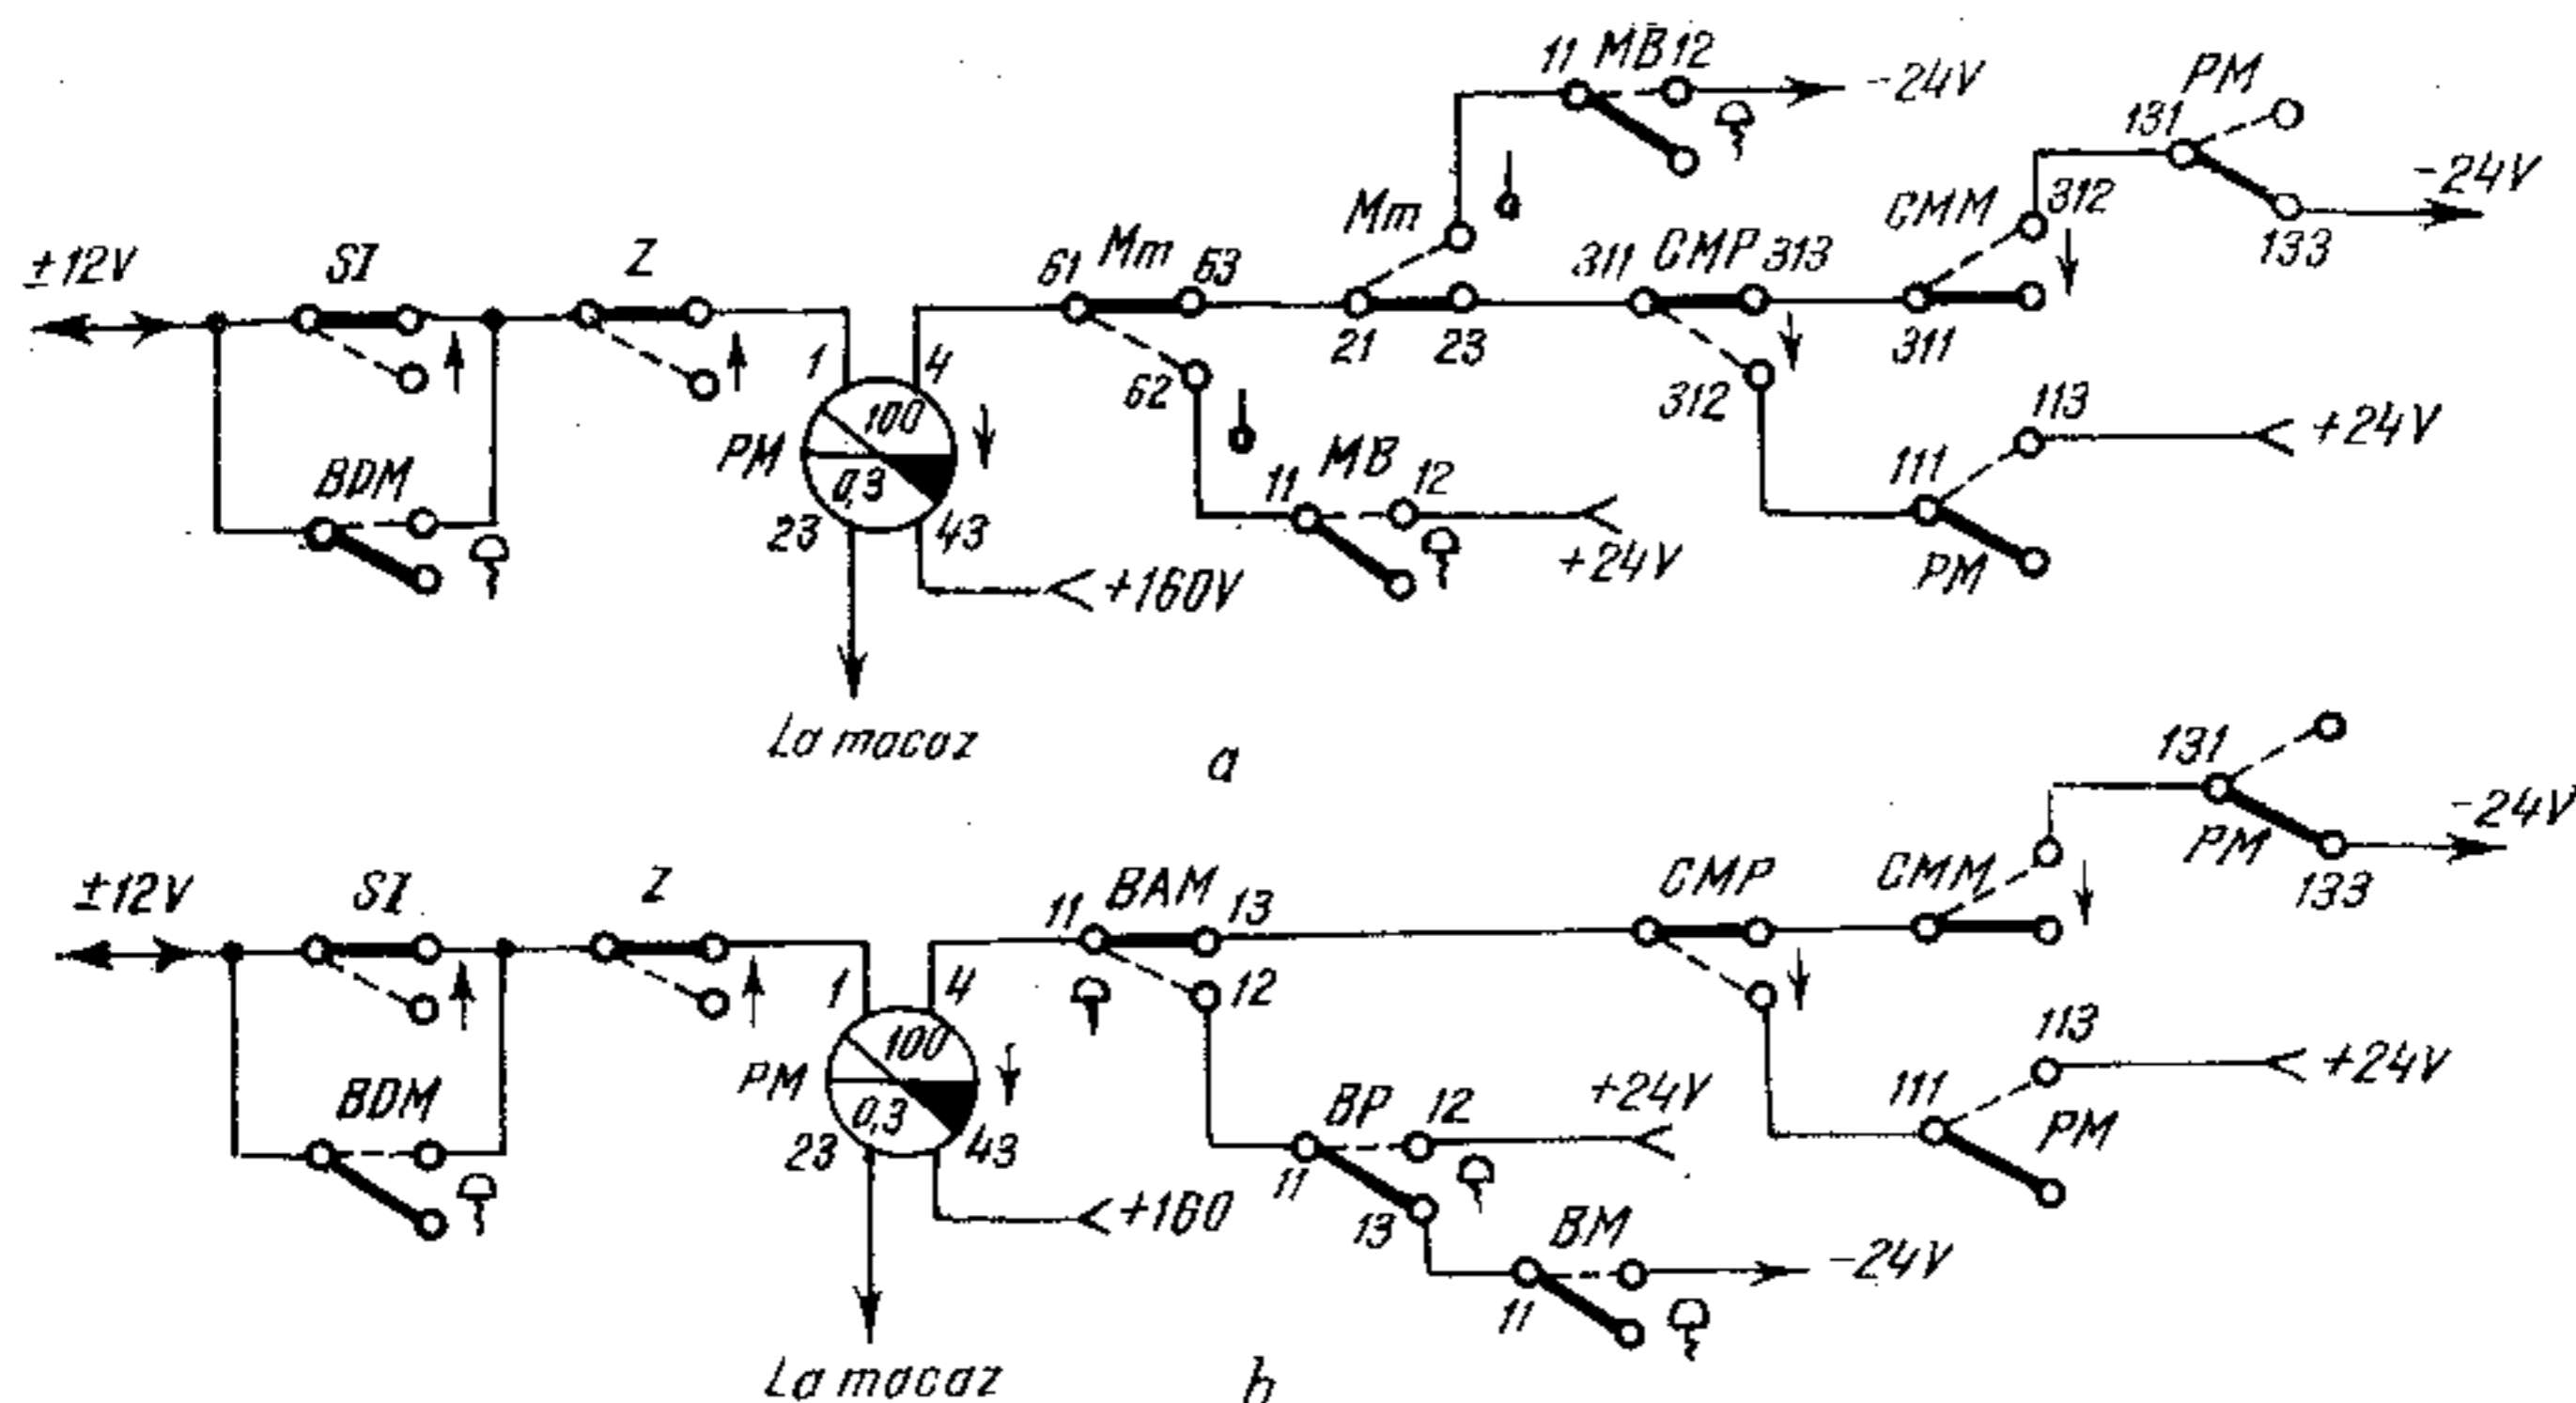 11 MB 12
-24V
PM
131
-24V
133
±12V
SI
Z
61 Mm 63
Mm
311 CMP 313
CMM
312
1
4
62
21
23
312
311
113
+24V
BDM
PM
100
0,3
23
43
11 MB 12
+24V
111
PM
+160V
La macaz
a
131
PM
-24V
133
±12V
SI
Z
11 BAM 13
CMP
CMM
1
4
12
113
+24V
BDM
PM
100
0,3
23
43
BP 12
+24V
111
PM
11
13
+160
BM
-24V
11
La macaz
b